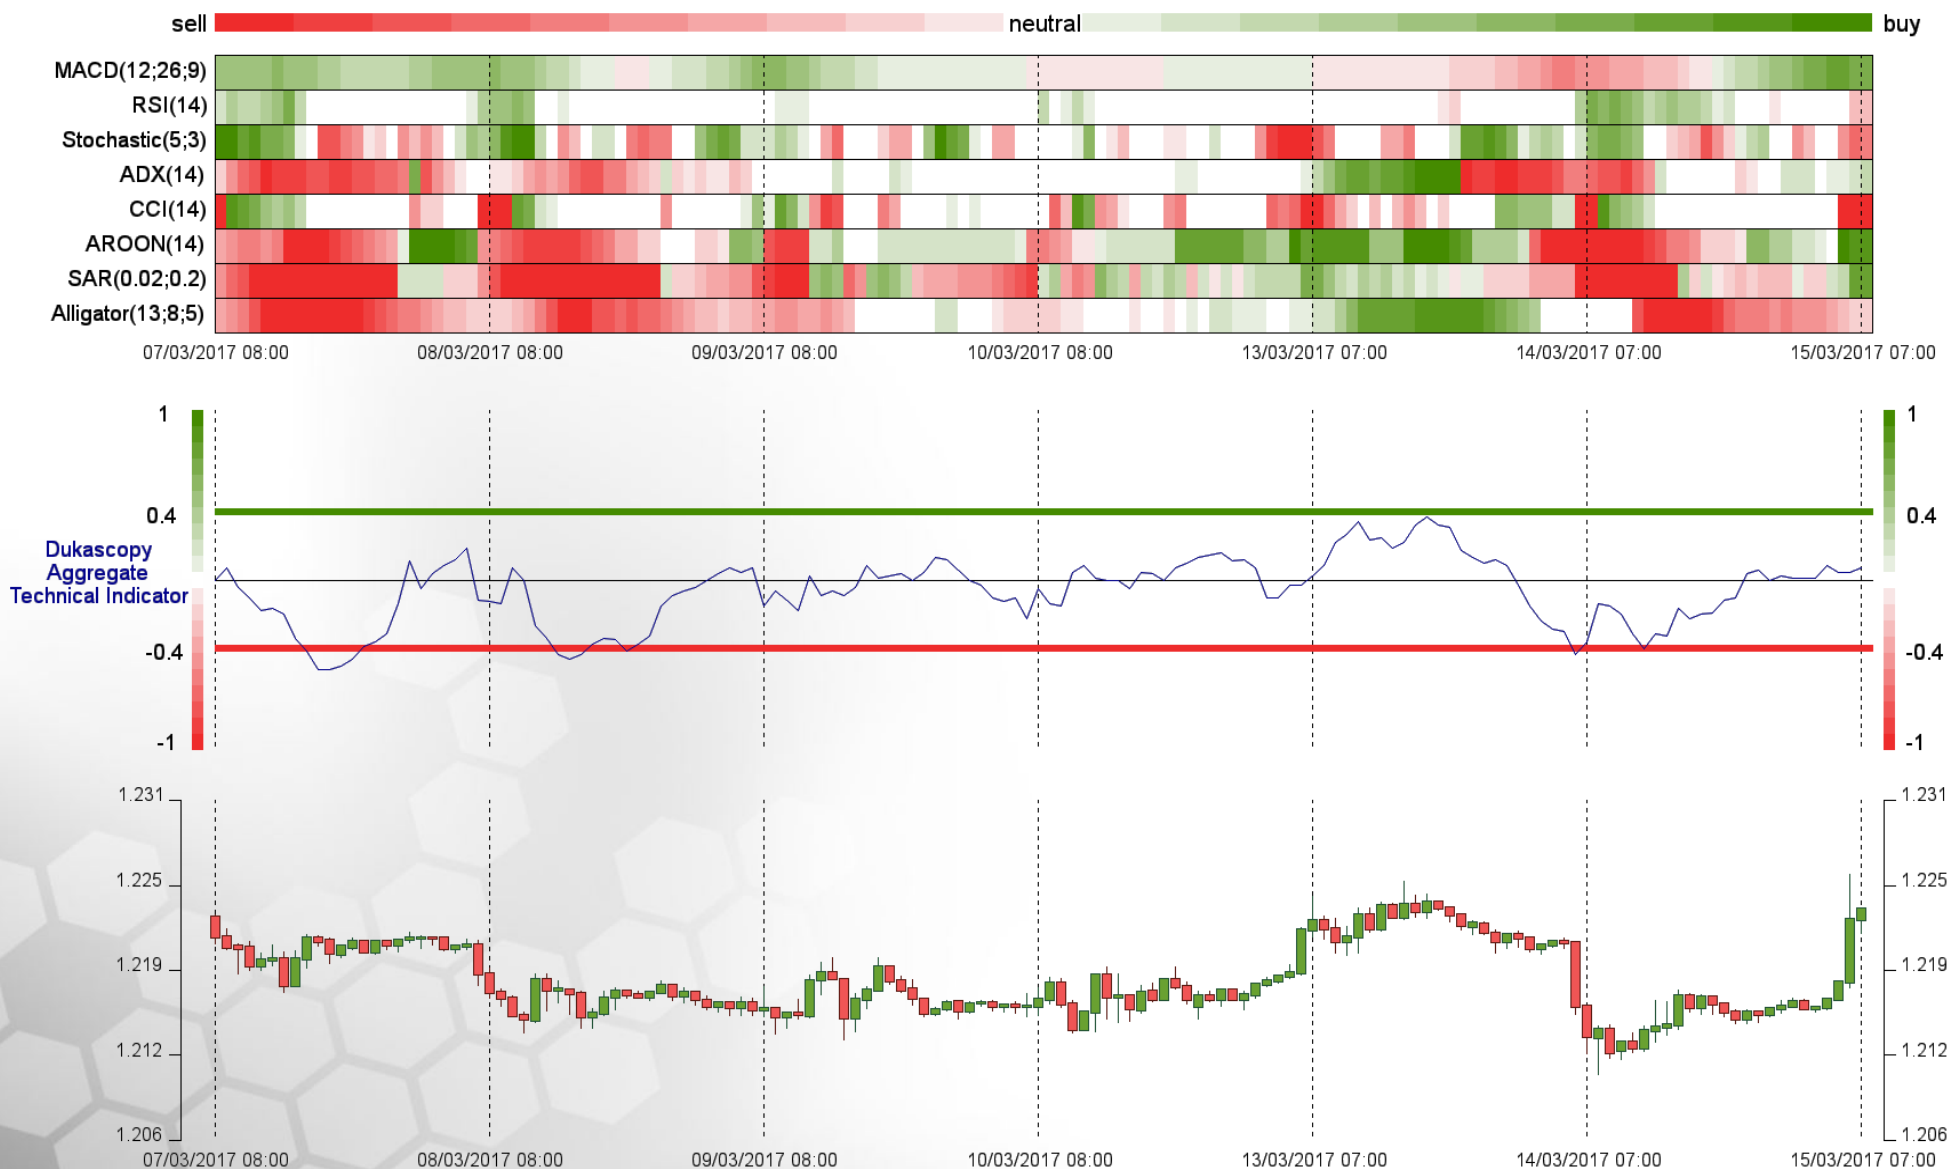 sell neutral buy
MACD(12;26;9)
RSI(14)
Stochastic(5;3)
ADX(14)
CCI(14)
AROON(14)
SAR(0.02;0.2)
Alligator(13;8;5)
07/03/2017 08:00 08/03/2017 08:00 09/03/2017 08:00 10/03/2017 08:00 13/03/2017 07:00 14/03/2017 07:00 15/03/2017 07:00
1 1
0.4 0.4
Dukascopy
Aggregate
Technical Indicator
-0.4 -0.4
-1 -1
1.231 1.231
1.225 1.225
1.219 1.219
1.212 1.212
1.206 1.206
07/03/2017 08:00 08/03/2017 08:00 09/03/2017 08:00 10/03/2017 08:00 13/03/2017 07:00 14/03/2017 07:00 15/03/2017 07:00